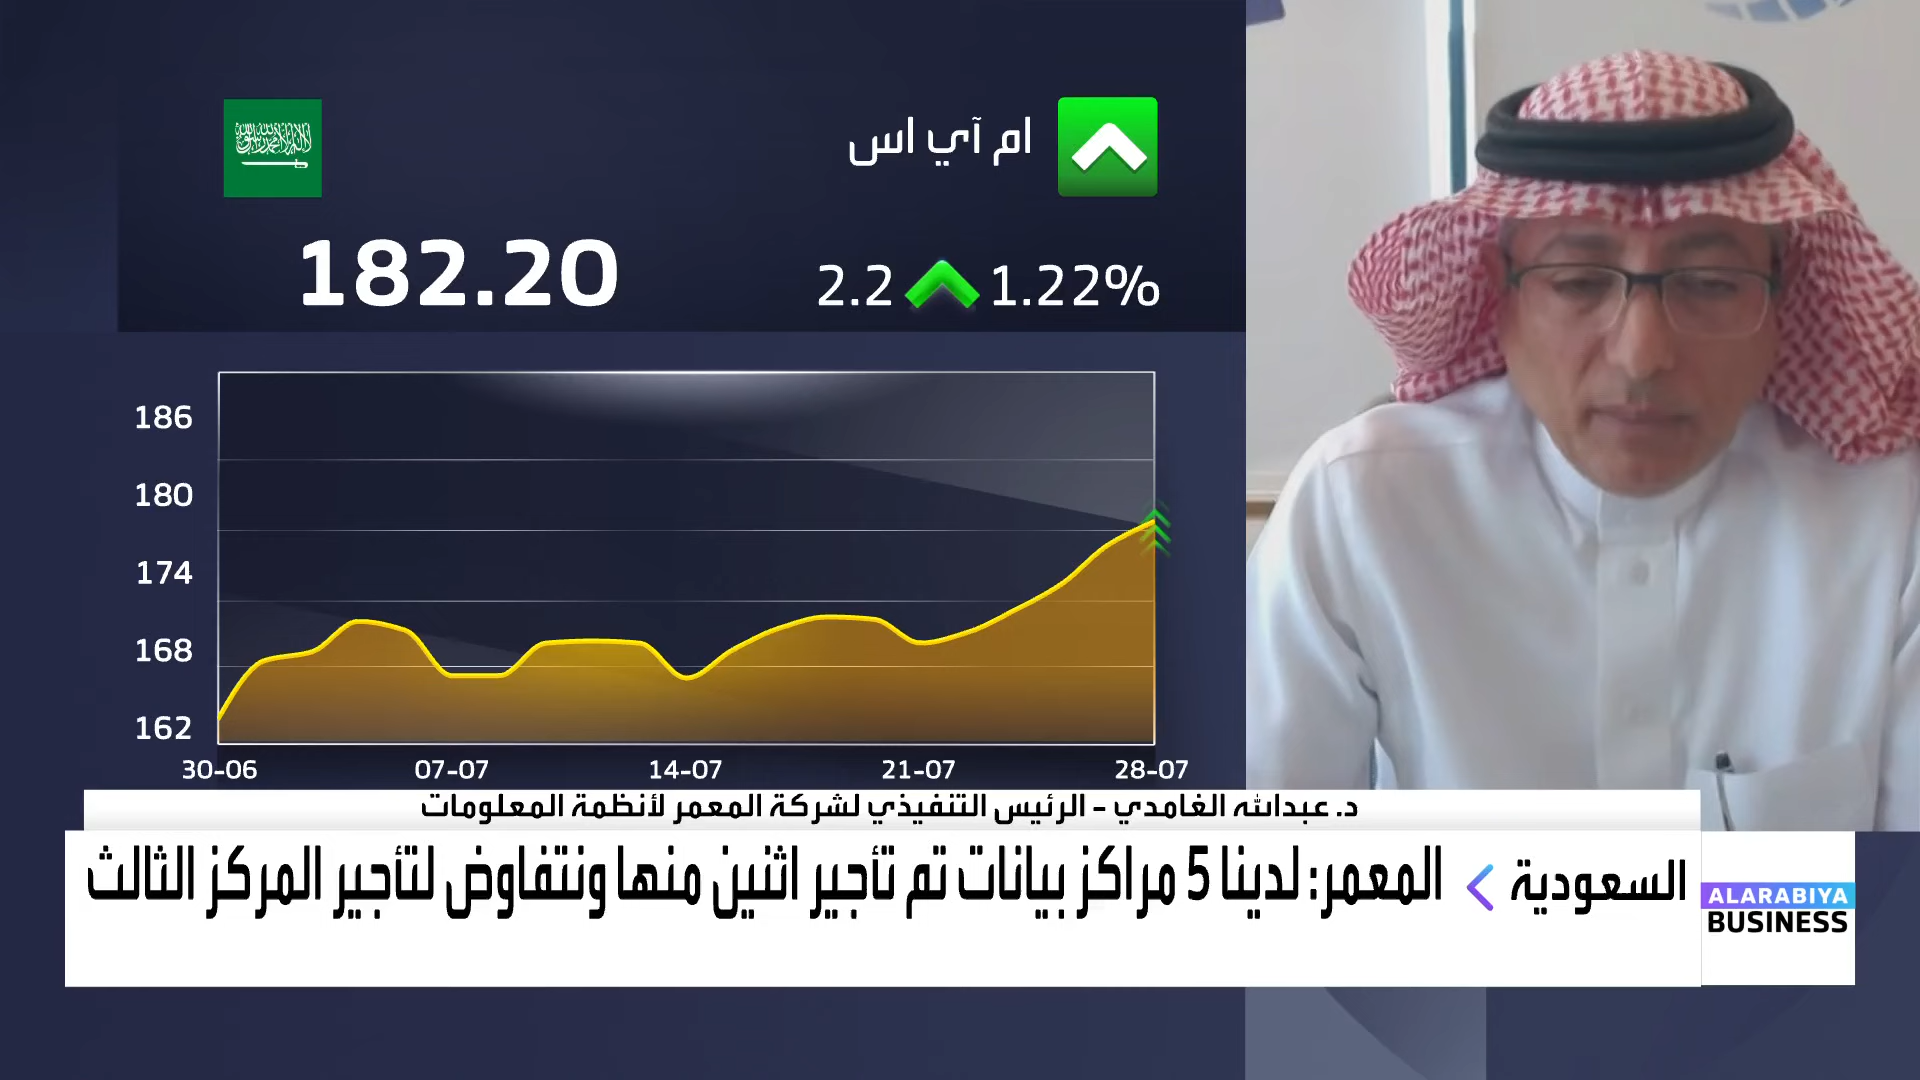 ام آي اس
182.20
2.2 1.22%
186
180
174
168
162
30-06 07-07 14-07 21-07 28-07
د. عبدالله الغامدي - الرئيس التنفيذي لشركة المعمر لأنظمة المعلومات
السعودية
المعمر: لدينا 5 مراكز بيانات تم تأجير اثنين منها ونتفاوض لتأجير المركز الثالث
ALARABIYA
BUSINESS